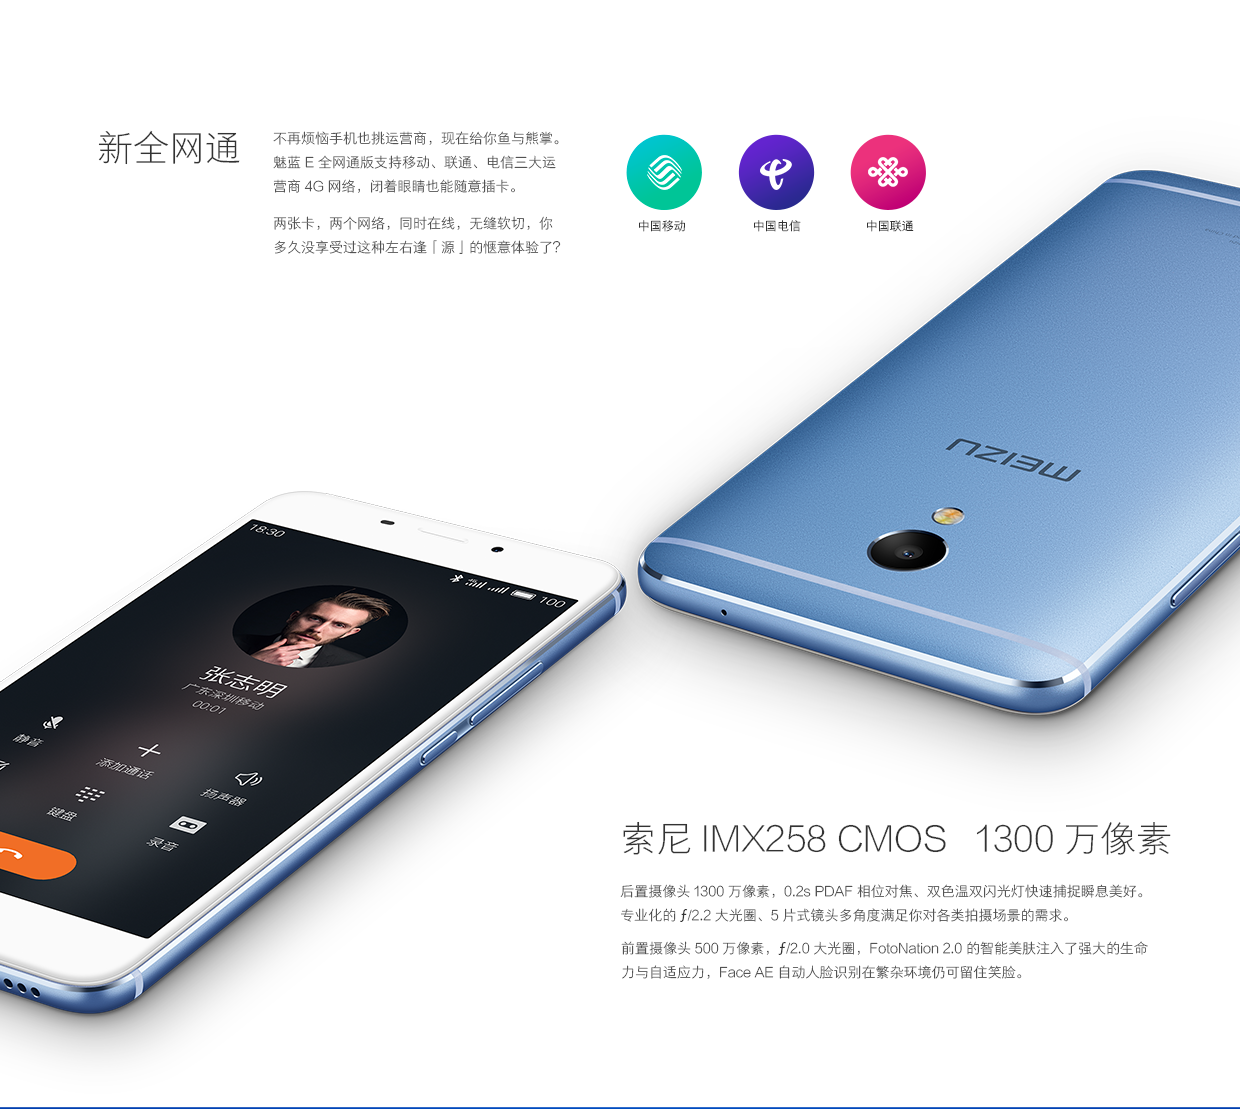 新全网通
不再烦恼手机也挑运营商，现在给你鱼与熊掌。
魅蓝 E 全网通版支持移动、联通、电信三大运
营商 4G 网络，闭着眼睛也能随意插卡。
两张卡，两个网络，同时在线，无缝软切，你
多久没享受过这种左右逢「源」的惬意体验了？
中国移动
中国电信
中国联通
MEIZU
18:30
4G
100
张志明
广东深圳移动
00:01
静音
添加通话
扬声器
键盘
录音
索尼 IMX258 CMOS 1300 万像素
后置摄像头 1300 万像素，0.2s PDAF 相位对焦、双色温双闪光灯快速捕捉瞬息美好。
专业化的 ƒ/2.2 大光圈、5 片式镜头多角度满足你对各类拍摄场景的需求。
前置摄像头 500 万像素，ƒ/2.0 大光圈，FotoNation 2.0 的智能美肤注入了强大的生命
力与自适应力，Face AE 自动人脸识别在繁杂环境仍可留住笑脸。